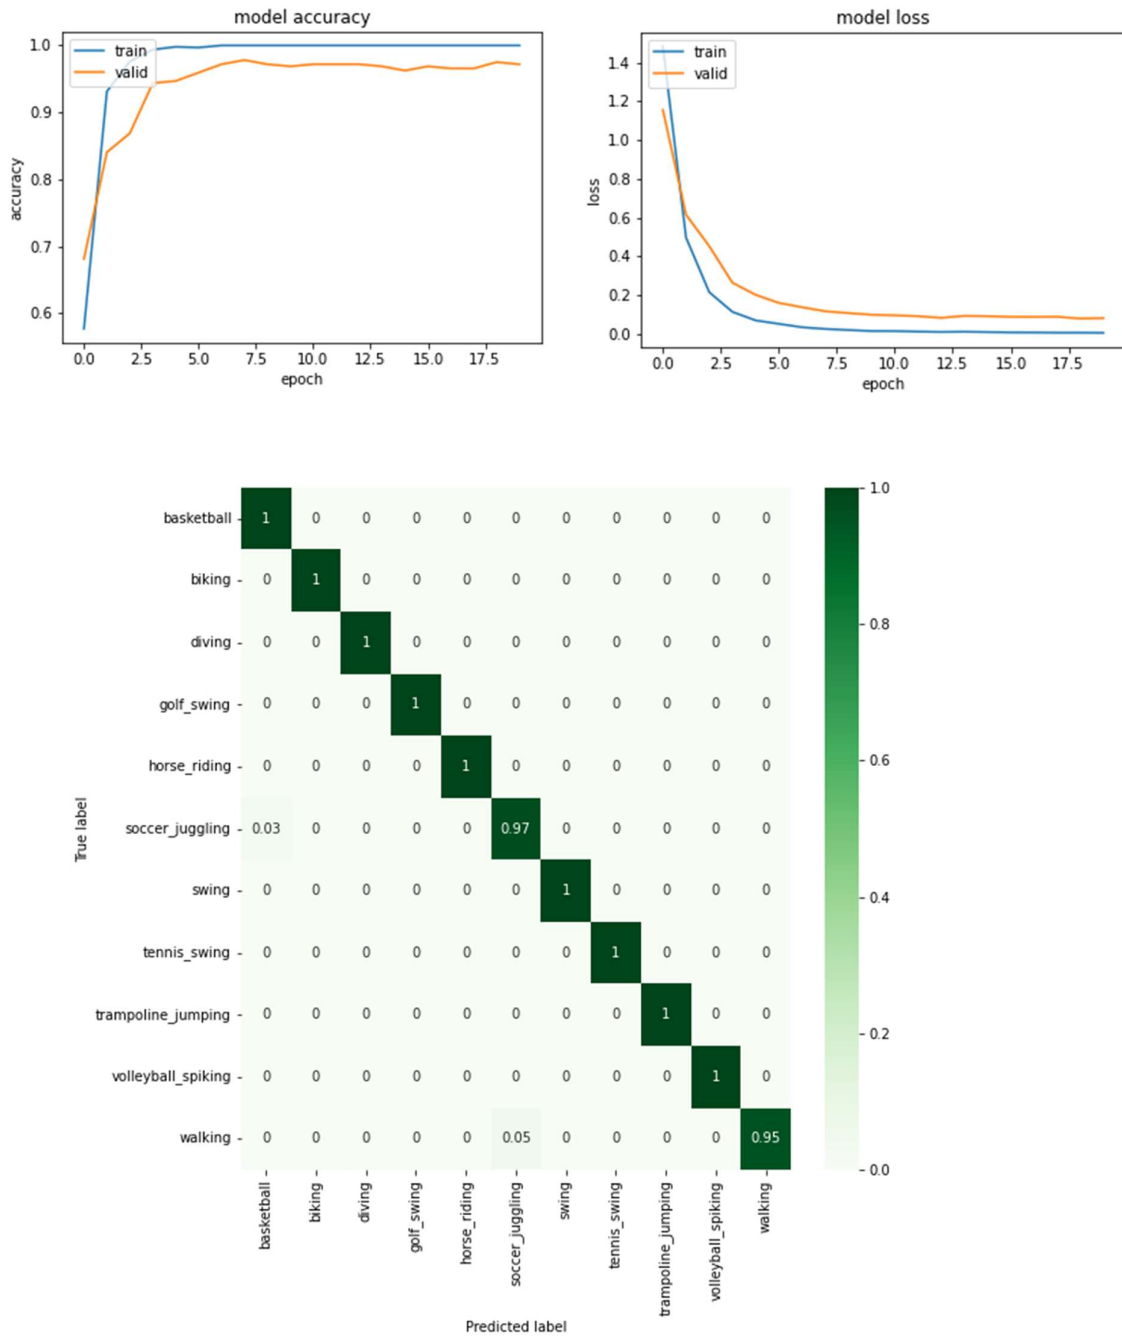 model accuracy
train
valid
1.0
0.9
0.8
0.7
0.6
accuracy
0.0 2.5 5.0 7.5 10.0 12.5 15.0 17.5
epoch
model loss
train
valid
1.4
1.2
1.0
0.8
0.6
0.4
0.2
0.0
loss
0.0 2.5 5.0 7.5 10.0 12.5 15.0 17.5
epoch
True label
basketball 1 0 0 0 0 0 0 0 0 0 0
biking 0 1 0 0 0 0 0 0 0 0 0
diving 0 0 1 0 0 0 0 0 0 0 0
golf_swing 0 0 0 1 0 0 0 0 0 0 0
horse_riding 0 0 0 0 1 0 0 0 0 0 0
soccer_juggling 0.03 0 0 0 0 0.97 0 0 0 0 0
swing 0 0 0 0 0 0 1 0 0 0 0
tennis_swing 0 0 0 0 0 0 0 1 0 0 0
trampoline_jumping 0 0 0 0 0 0 0 0 1 0 0
volleyball_spiking 0 0 0 0 0 0 0 0 0 1 0
walking 0 0 0 0 0 0.05 0 0 0 0 0.95
basketball
biking
diving
golf_swing
horse_riding
soccer_juggling
swing
tennis_swing
trampoline_jumping
volleyball_spiking
walking
Predicted label
1.0
0.8
0.6
0.4
0.2
0.0